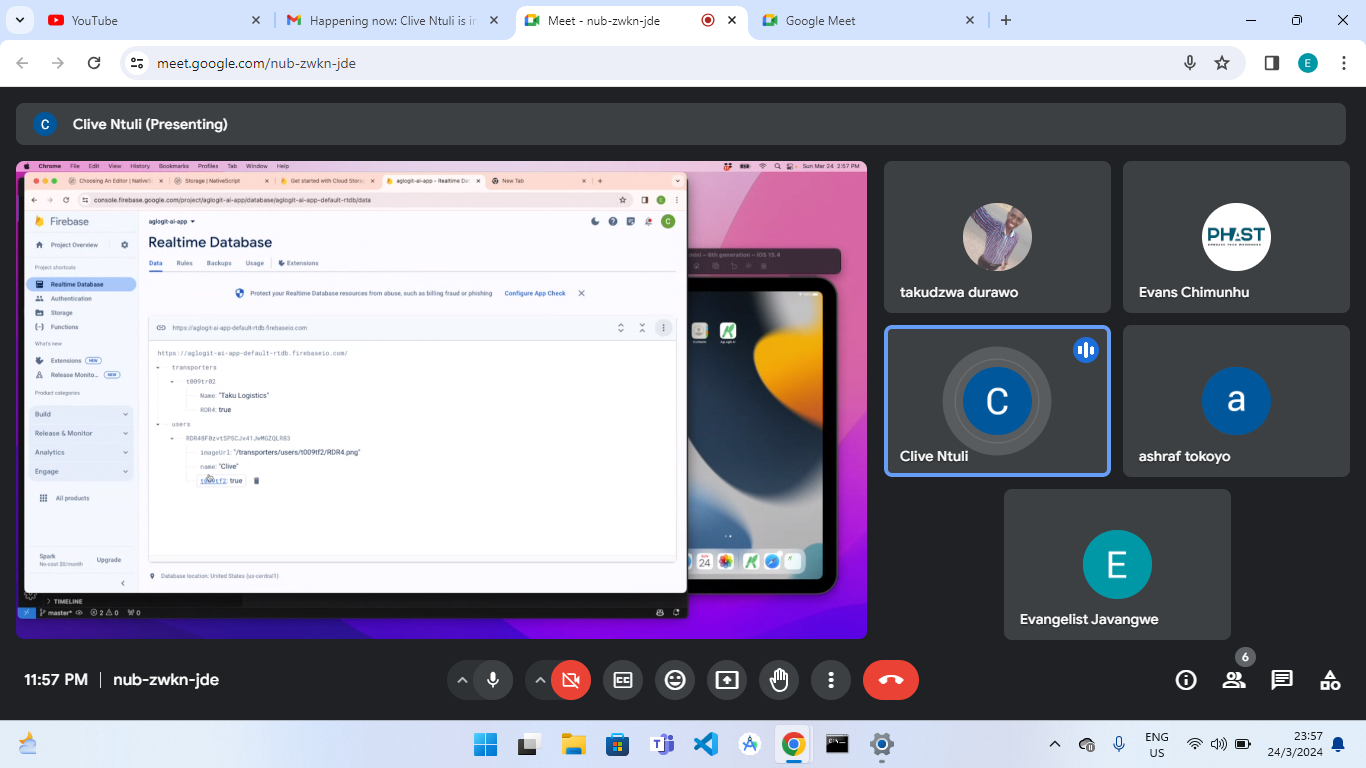 YouTube
Happening now: Clive Ntuli is in
Meet - nub-zwkn-jde
Google Meet
meet.google.com/nub-zwkn-jde
E
C Clive Ntuli (Presenting)
Chrome File Edit View History Bookmarks Profiles Tab Window Help
Sun Mar 24 2:57 PM
Choosing An Editor | NativeS
Storage | NativeScript
Get started with Cloud Storag
aglogit-ai-app - Realtime Dat
New Tab
console.firebase.google.com/project/aglogit-ai-app/database/aglogit-ai-app-default-rtdb/data
Firebase
aglogit-ai-app
C
Project Overview
Realtime Database
Data Rules Backups Usage Extensions
Project shortcuts
Realtime Database
Authentication
Storage
Functions
What's new
Extensions NEW
Release Monito... NEW
Product categories
Build
Release & Monitor
Analytics
Engage
All products
Spark
No-cost $0/month
Upgrade
Protect your Realtime Database resources from abuse, such as billing fraud or phishing Configure App Check
https://aglogit-ai-app-default-rtdb.firebaseio.com
https://aglogit-ai-app-default-rtdb.firebaseio.com/
transporters
t009tr02
Name: "Taku Logistics"
RDR4: true
users
imageUrl: "/transporters/users/t009tf2/RDR4.png"
name: "Clive"
t009tf2: true
Database location: United States (us-central1)
TIMELINE
master* 2 0 0
8th generation – iOS 15.4
24
takudzwa durawo
PHAST
Evans Chimunhu
C
Clive Ntuli
a
ashraf tokoyo
E
Evangelist Javangwe
11:57 PM | nub-zwkn-jde
6
ENG
US
23:57
24/3/2024